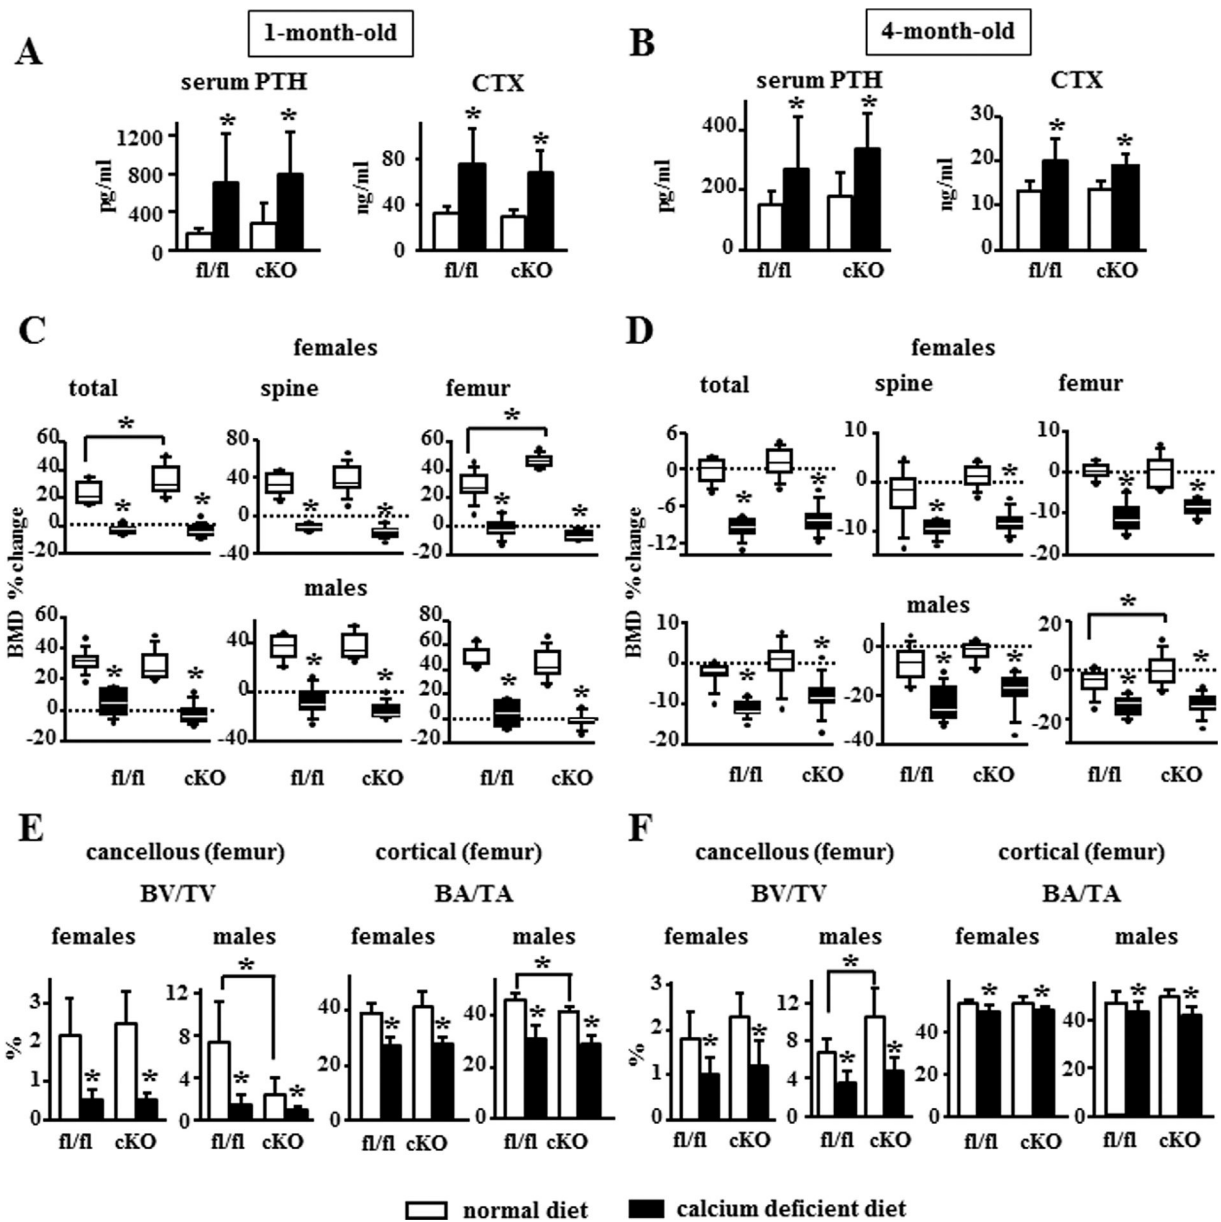 1-month-old
4-month-old
A
B
serum PTH
CTX
serum PTH
CTX
pg/ml
1200
800
400
0
*
*
fl/fl
cKO
ng/ml
80
40
0
*
*
fl/fl
cKO
pg/ml
400
200
0
*
*
fl/fl
cKO
ng/ml
30
20
10
0
*
*
fl/fl
cKO
C
females
total
spine
femur
BMD % change
60
40
20
0
-20
*
*
*
80
40
0
-40
*
*
60
40
20
0
-20
*
*
*
males
60
40
20
0
-20
*
*
40
0
-40
*
*
80
60
40
20
0
-20
*
*
fl/fl
cKO
fl/fl
cKO
fl/fl
cKO
D
females
total
spine
femur
BMD % change
6
0
-6
-12
*
*
10
0
-10
*
*
10
0
-10
-20
*
*
males
10
0
-10
-20
*
*
0
-20
-40
*
*
20
0
-20
*
*
*
fl/fl
cKO
fl/fl
cKO
fl/fl
cKO
E
cancellous (femur)
cortical (femur)
BV/TV
BA/TA
females
males
females
males
%
3
2
1
0
*
*
12
8
4
0
*
*
*
40
20
0
*
*
40
20
0
*
*
*
fl/fl cKO
fl/fl cKO
fl/fl cKO
fl/fl cKO
F
cancellous (femur)
cortical (femur)
BV/TV
BA/TA
females
males
females
males
%
3
2
1
0
*
*
12
8
4
0
*
*
*
40
20
0
*
*
40
20
0
*
*
fl/fl cKO
fl/fl cKO
fl/fl cKO
fl/fl cKO
normal diet
calcium deficient diet